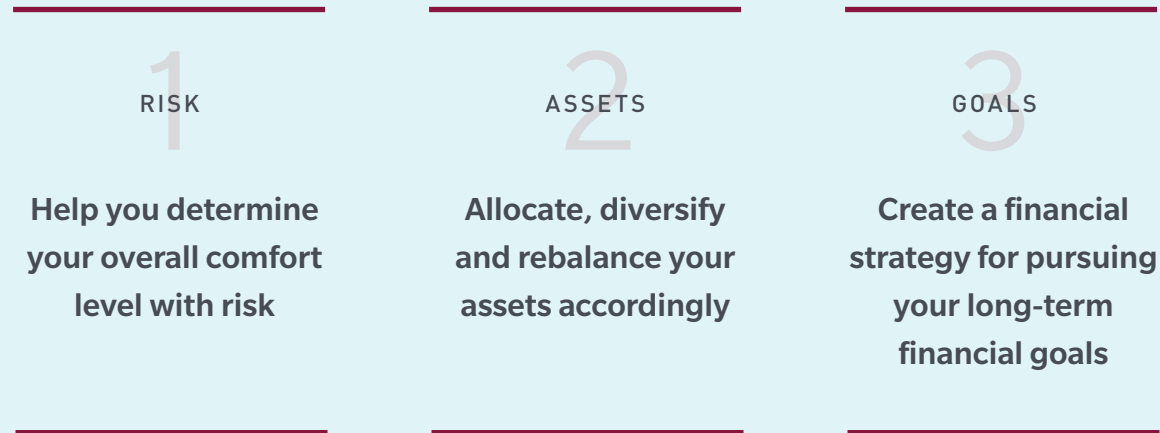 1
RISK
Help you determine
your overall comfort
level with risk
2
ASSETS
Allocate, diversify
and rebalance your
assets accordingly
3
GOALS
Create a financial
strategy for pursuing
your long-term
financial goals